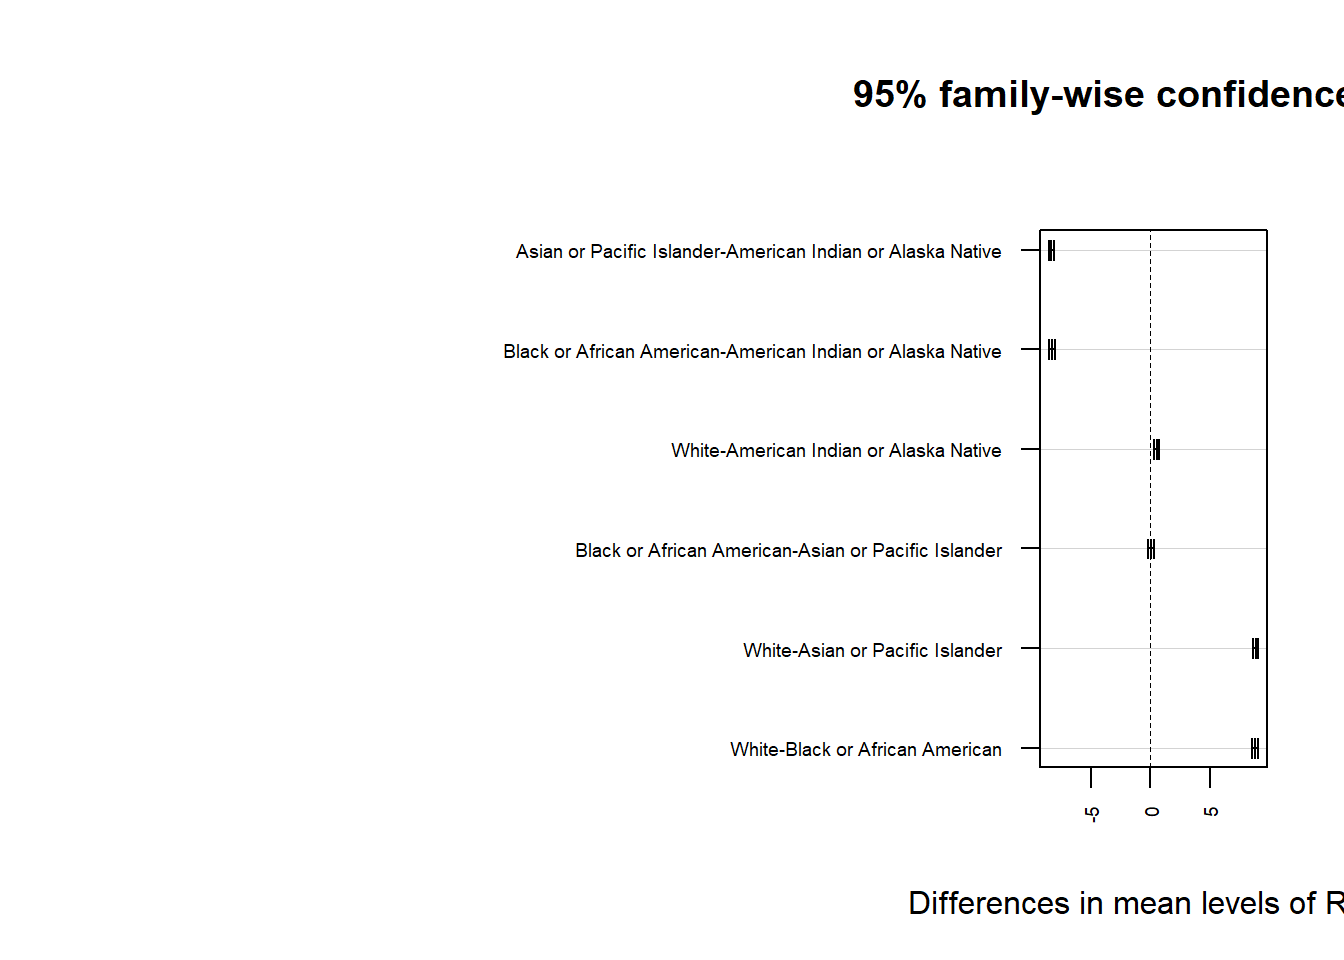 95% family-wise confidence
Asian or Pacific Islander-American Indian or Alaska Native
Black or African American-American Indian or Alaska Native
White-American Indian or Alaska Native
Black or African American-Asian or Pacific Islander
White-Asian or Pacific Islander
White-Black or African American
-5
0
5
Differences in mean levels of R